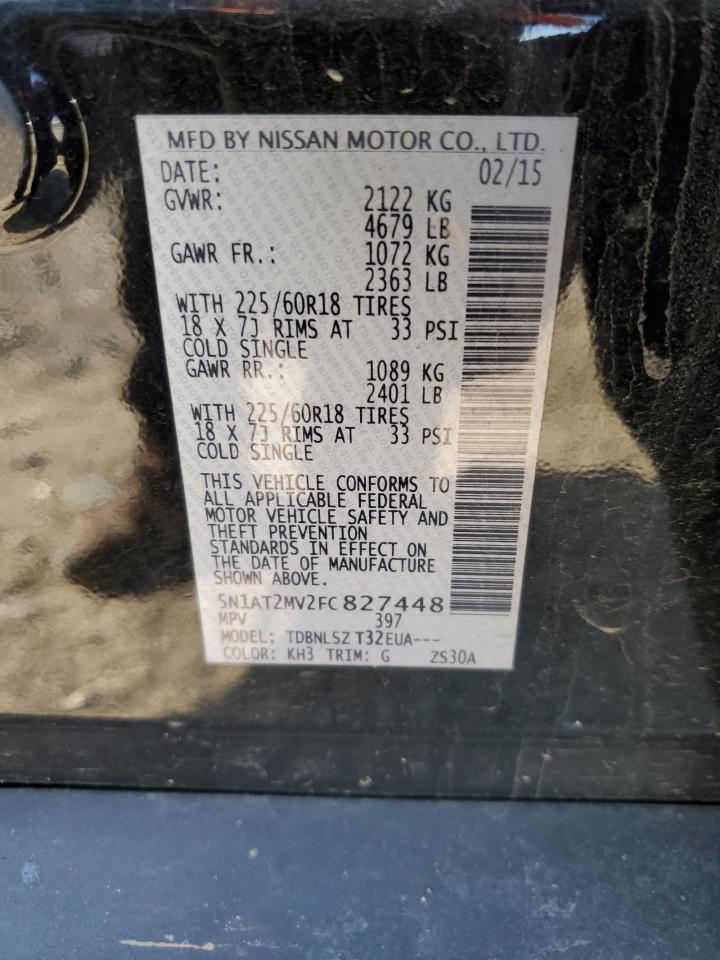 MFD BY NISSAN MOTOR CO., LTD.
DATE: 02/15
GVWR: 2122 KG
4679 LB
GAWR FR.: 1072 KG
2363 LB
WITH 225/60R18 TIRES
18 X 7J RIMS AT 33 PSI
COLD SINGLE
GAWR RR.: 1089 KG
2401 LB
WITH 225/60R18 TIRES
18 X 7J RIMS AT 33 PSI
COLD SINGLE
THIS VEHICLE CONFORMS TO
ALL APPLICABLE FEDERAL
MOTOR VEHICLE SAFETY AND
THEFT PREVENTION
STANDARDS IN EFFECT ON
THE DATE OF MANUFACTURE
SHOWN ABOVE.
5N1AT2MV2FC827448
MPV 397
MODEL: TDBNLSZ T32EUA---
COLOR: KH3 TRIM: G ZS30A